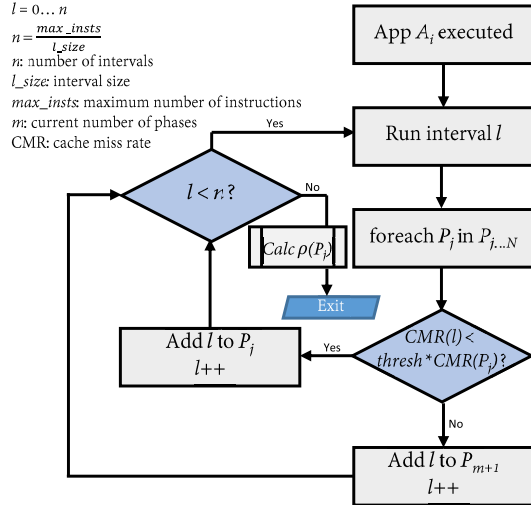 l = 0… n
n = max_insts / l_size
n: number of intervals
l_size: interval size
max_insts: maximum number of instructions
m: current number of phases
CMR: cache miss rate
App A_i executed
Run interval l
foreach P_j in P_j...N
CMR(l) <
thresh*CMR(P_j)?
Yes
No
Add l to P_j
l++
Add l to P_m+1
l++
l < n?
Yes
No
Calc ρ(P_j)
Exit